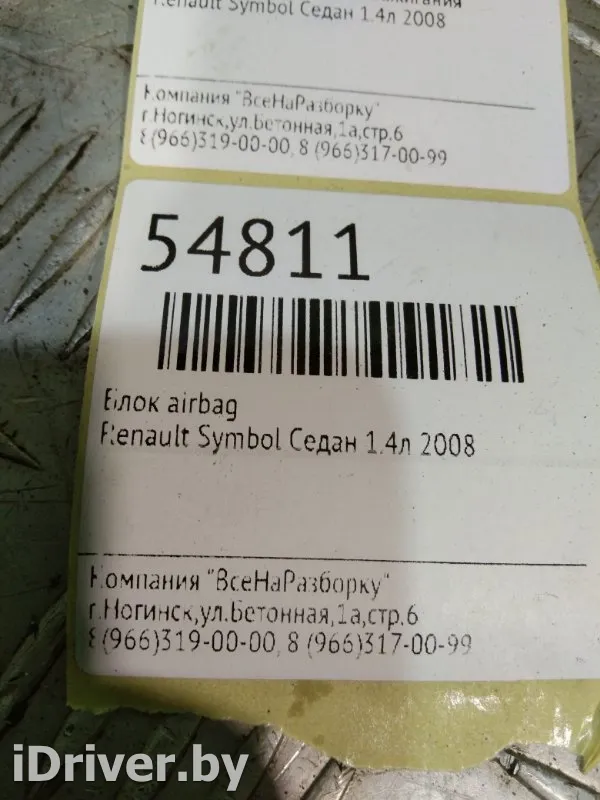 Renault Symbol Седан 1.4л 2008
Компания "ВсеНаРазборку"
г.Ногинск,ул.Бетонная,1а,стр.6
8 (966)319-00-00, 8 (966)317-00-99
54811
Блок airbag
Renault Symbol Седан 1.4л 2008
Компания "ВсеНаРазборку"
г.Ногинск,ул.Бетонная,1а,стр.6
8 (966)319-00-00, 8 (966)317-00-99
iDriver.by